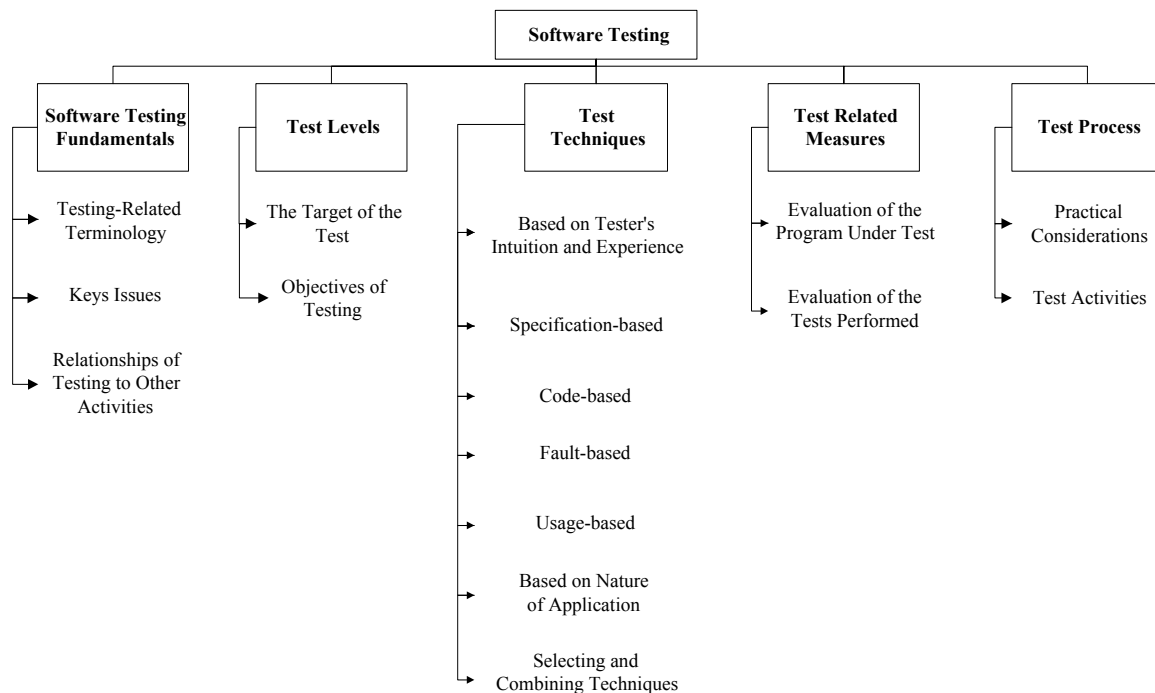 Software Testing
Software Testing
Fundamentals
Testing-Related
Terminology
Keys Issues
Relationships of
Testing to Other
Activities
Test Levels
The Target of the
Test
Objectives of
Testing
Test
Techniques
Based on Tester's
Intuition and Experience
Specification-based
Code-based
Fault-based
Usage-based
Based on Nature
of Application
Selecting and
Combining Techniques
Test Related
Measures
Evaluation of the
Program Under Test
Evaluation of the
Tests Performed
Test Process
Practical
Considerations
Test Activities